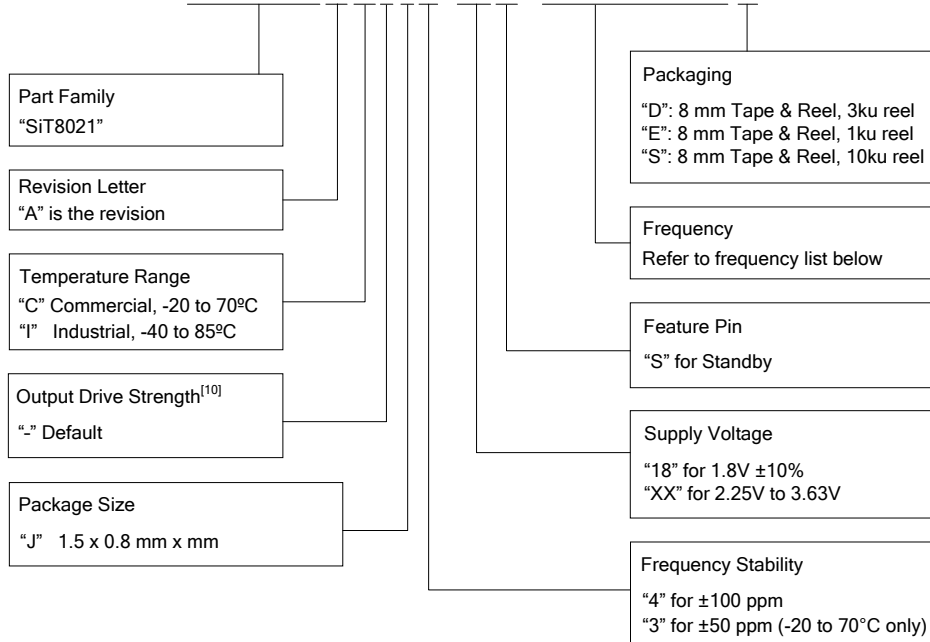 Part Family
“SiT8021”
Revision Letter
“A” is the revision
Temperature Range
“C” Commercial, -20 to 70ºC
“I” Industrial, -40 to 85ºC
Output Drive Strength[10]
“-” Default
Package Size
“J” 1.5 x 0.8 mm x mm
Packaging
“D”: 8 mm Tape & Reel, 3ku reel
“E”: 8 mm Tape & Reel, 1ku reel
“S”: 8 mm Tape & Reel, 10ku reel
Frequency
Refer to frequency list below
Feature Pin
“S” for Standby
Supply Voltage
“18” for 1.8V ±10%
“XX” for 2.25V to 3.63V
Frequency Stability
“4” for ±100 ppm
“3” for ±50 ppm (-20 to 70°C only)